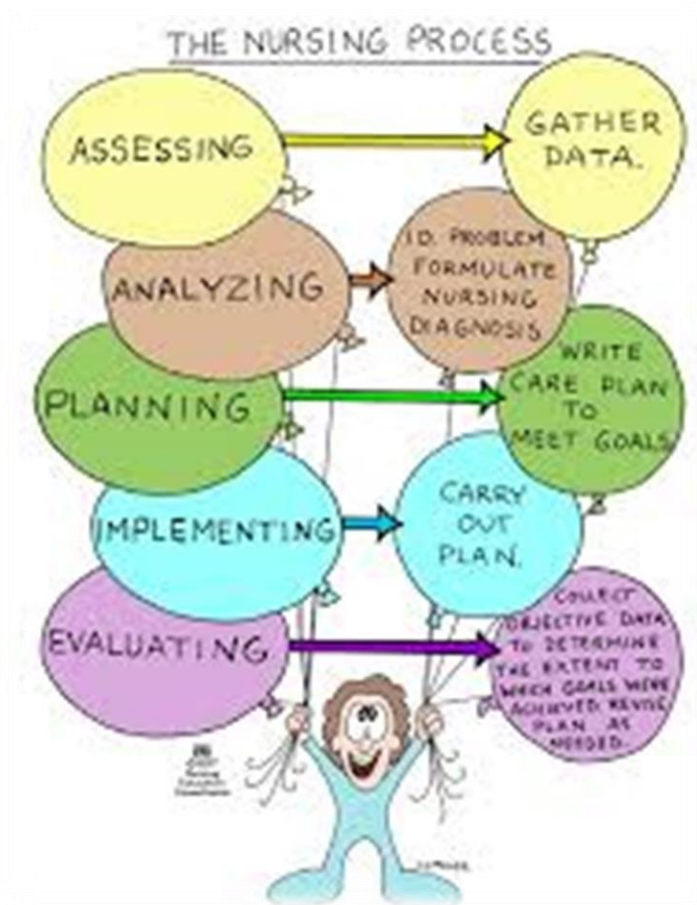 THE NURSING PROCESS
ASSESSING
GATHER
DATA.
ANALYZING
I.D. PROBLEM
FORMULATE
NURSING
DIAGNOSIS
PLANNING
WRITE
CARE PLAN
TO
MEET GOALS
IMPLEMENTING
CARRY
OUT
PLAN.
EVALUATING
COLLECT
OBJECTIVE DATA
TO DETERMINE
THE EXTENT TO
WHICH GOALS WERE
ACHIEVED. REVISE
PLAN AS
NEEDED.